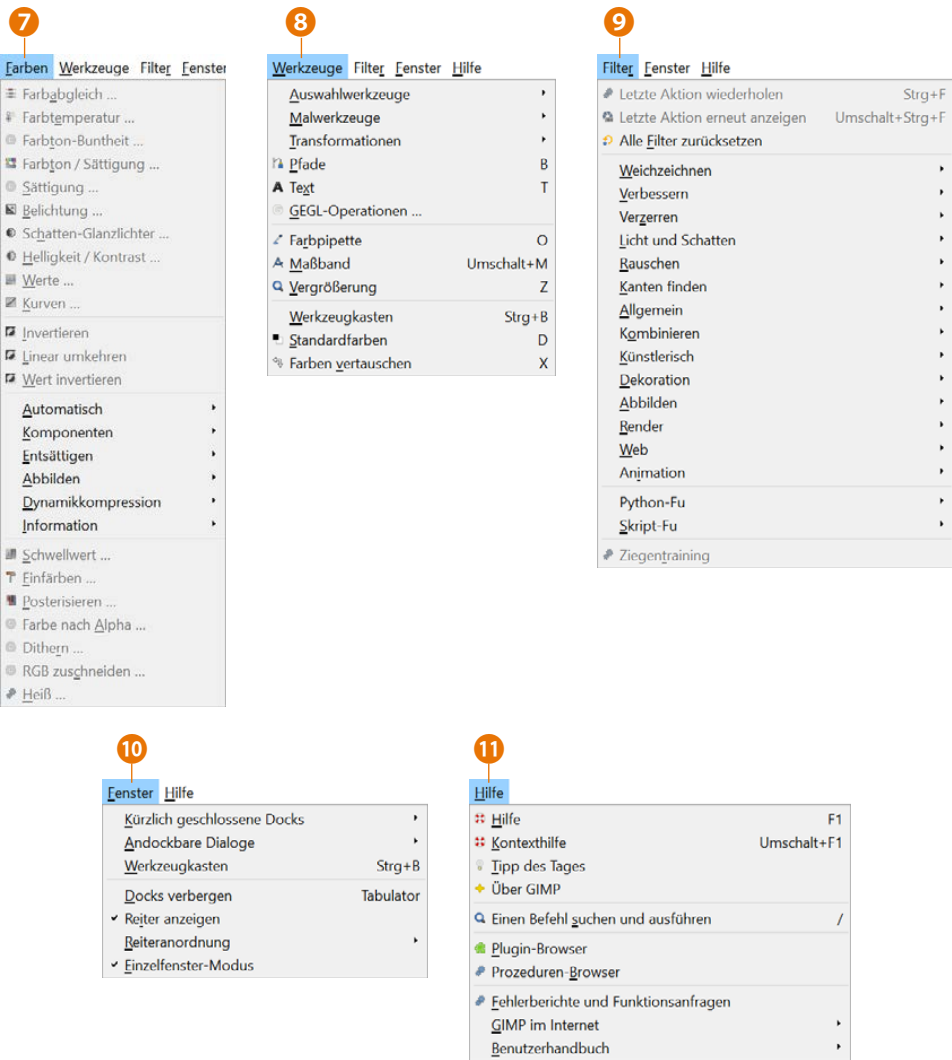 7
Farben Werkzeuge Filter Fenster
Farbabgleich ...
Farbtemperatur ...
Farbton-Buntheit ...
Farbton / Sättigung ...
Sättigung ...
Belichtung ...
Schatten-Glanzlichter ...
Helligkeit / Kontrast ...
Werte ...
Kurven ...
Invertieren
Linear umkehren
Wert invertieren
Automatisch
Komponenten
Entsättigen
Abbilden
Dynamikkompression
Information
Schwellwert ...
Einfärben ...
Posterisieren ...
Farbe nach Alpha ...
Dithern ...
RGB zuschneiden ...
Heiß ...
8
Werkzeuge Filter Fenster Hilfe
Auswahlwerkzeuge
Malwerkzeuge
Transformationen
Pfade B
Text T
GEGL-Operationen ...
Farbpipette O
Maßband Umschalt+M
Vergrößerung Z
Werkzeugkasten Strg+B
Standardfarben D
Farben vertauschen X
9
Filter Fenster Hilfe
Letzte Aktion wiederholen Strg+F
Letzte Aktion erneut anzeigen Umschalt+Strg+F
Alle Filter zurücksetzen
Weichzeichnen
Verbessern
Verzerren
Licht und Schatten
Rauschen
Kanten finden
Allgemein
Kombinieren
Künstlerisch
Dekoration
Abbilden
Render
Web
Animation
Python-Fu
Skript-Fu
Ziegentraining
10
Fenster Hilfe
Kürzlich geschlossene Docks
Andockbare Dialoge
Werkzeugkasten Strg+B
Docks verbergen Tabulator
Reiter anzeigen
Reiteranordnung
Einzelfenster-Modus
11
Hilfe
Hilfe F1
Kontexthilfe Umschalt+F1
Tipp des Tages
Über GIMP
Einen Befehl suchen und ausführen /
Plugin-Browser
Prozeduren-Browser
Fehlerberichte und Funktionsanfragen
GIMP im Internet
Benutzerhandbuch